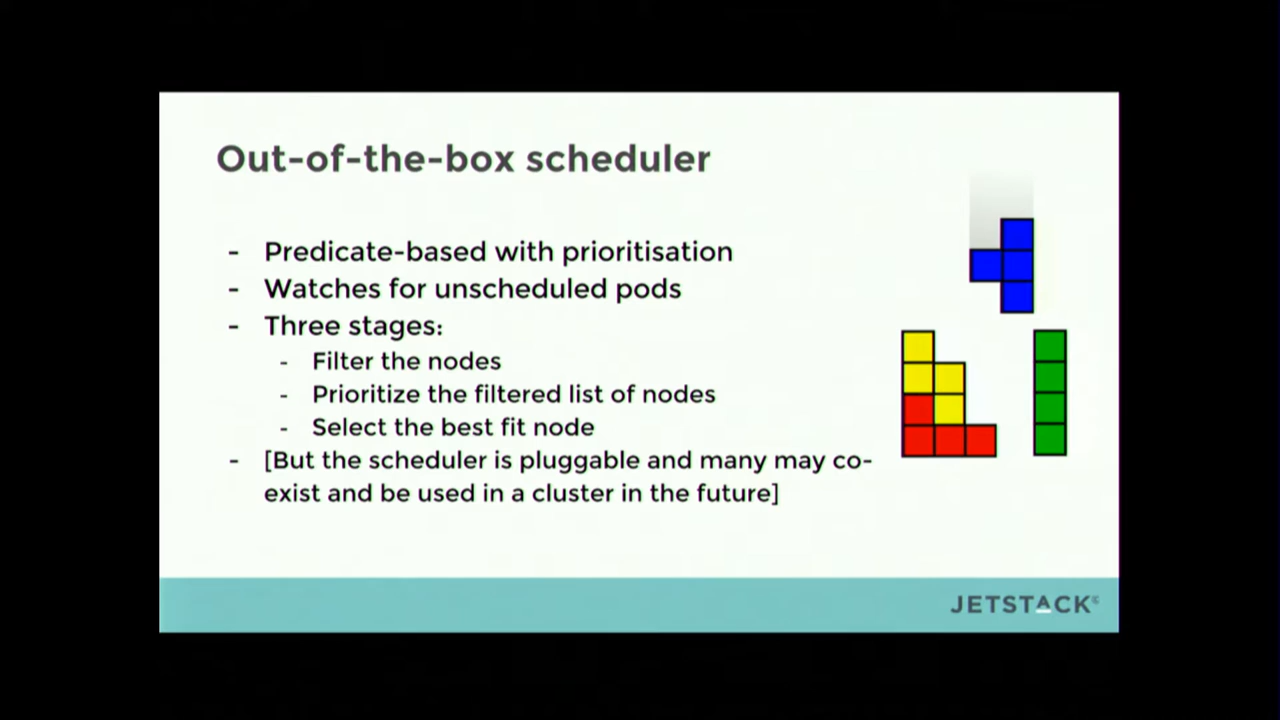 Out-of-the-box scheduler
- Predicate-based with prioritisation
- Watches for unscheduled pods
- Three stages:
- Filter the nodes
- Prioritize the filtered list of nodes
- Select the best fit node
- [But the scheduler is pluggable and many may co-
exist and be used in a cluster in the future]
JETSTACK